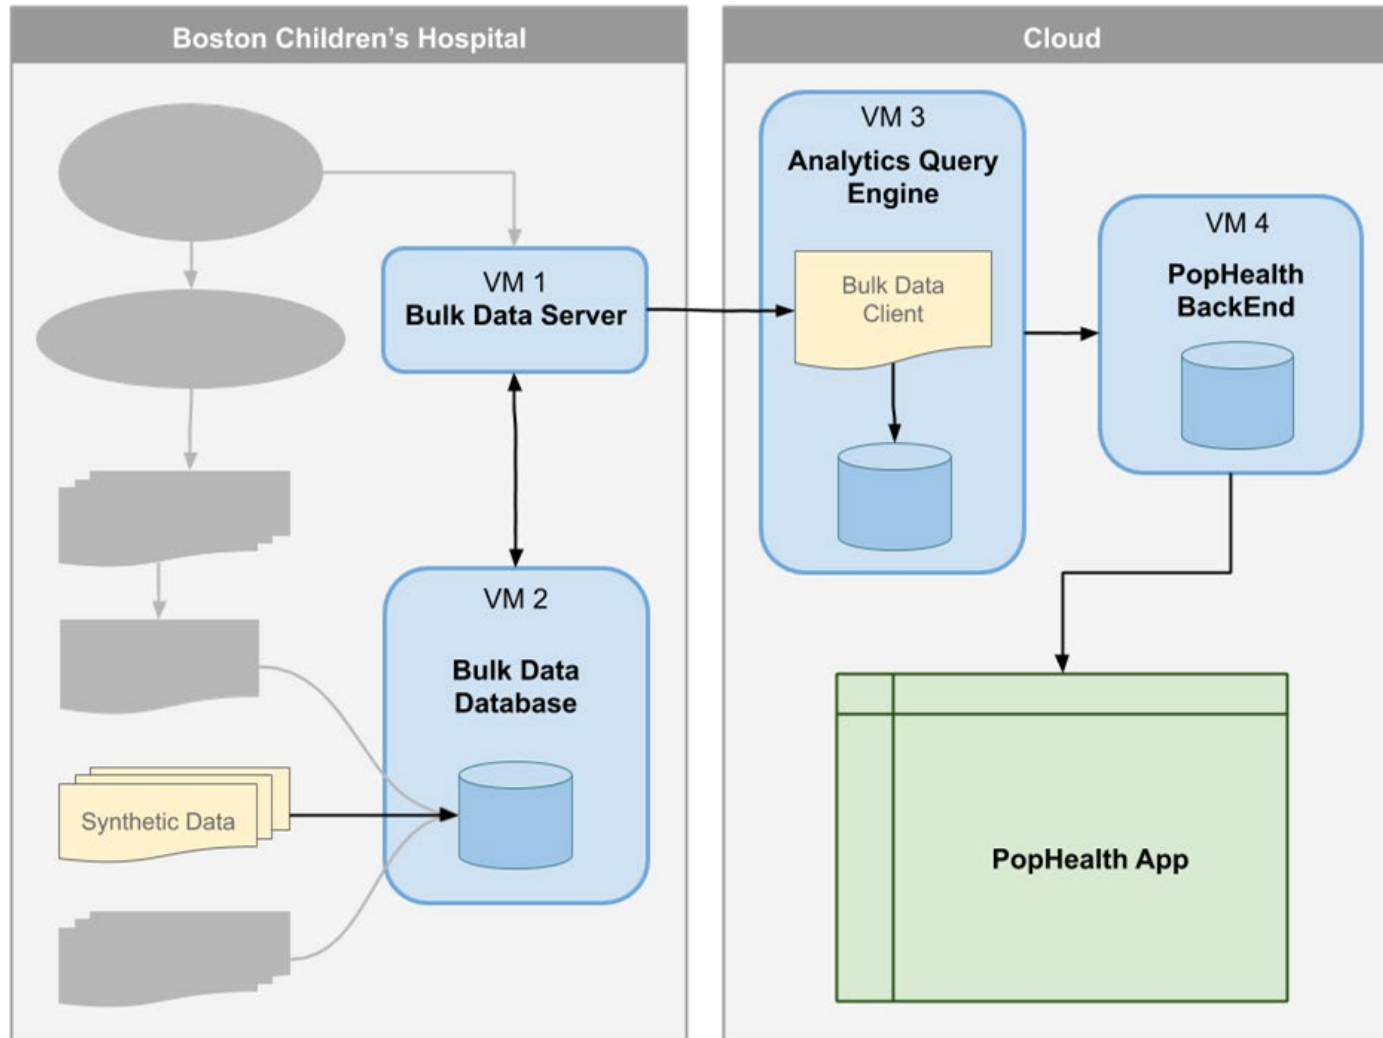 Boston Children's Hospital
Cloud
VM 1
Bulk Data Server
VM 2
Bulk Data
Database
Synthetic Data
VM 3
Analytics Query
Engine
Bulk Data
Client
VM 4
PopHealth
BackEnd
PopHealth App